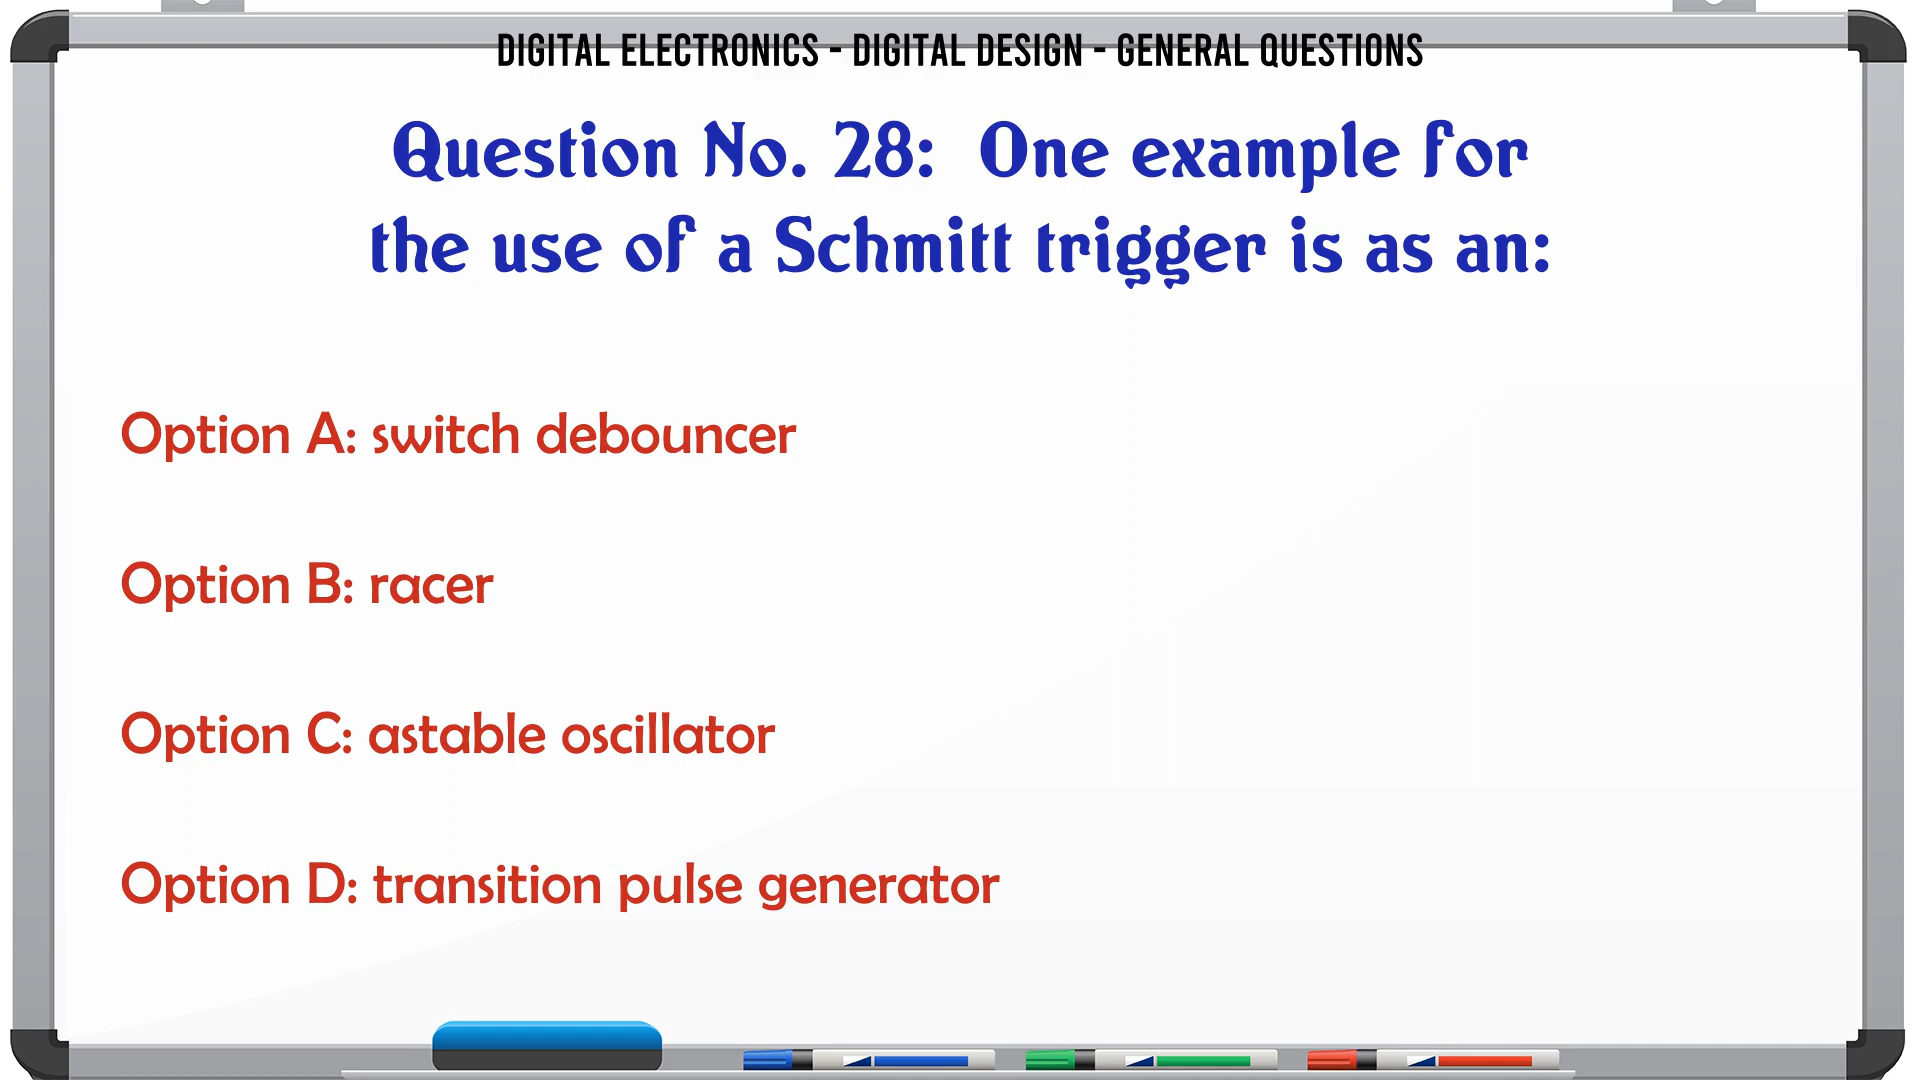 DIGITAL ELECTRONICS - DIGITAL DESIGN - GENERAL QUESTIONS
Question No. 28: One example for
the use of a Schmitt trigger is as an:
Option A: switch debouncer
Option B: racer
Option C: astable oscillator
Option D: transition pulse generator